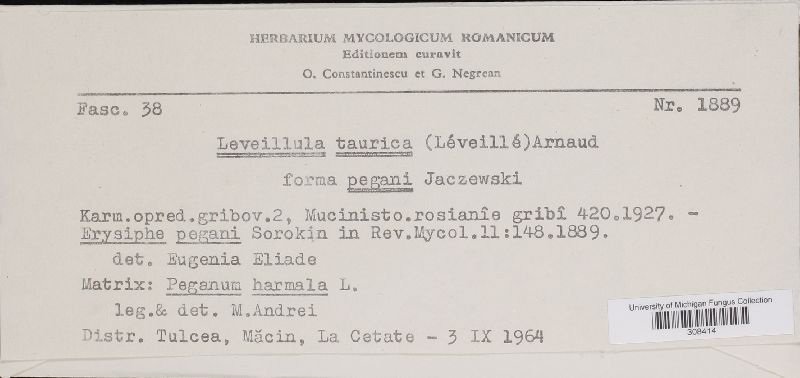 HERBARIUM MYCOLOGICUM ROMANICUM
Editionem curavit
O. Constantinescu et G. Negrean
Fasc. 38
Nr. 1889
Leveillula taurica (Léveillé)Arnaud
forma pegani Jaczewski
Karm.opred.gribov.2, Mucinisto.rosianîe gribî 420.1927. -
Erysiphe pegani Sorokin in Rev.Mycol.11:148.1889.
det. Eugenia Eliade
Matrix: Peganum harmala L.
leg.& det. M.Andrei
Distr. Tulcea, Măcin, La Cetate - 3 IX 1964
University of Michigan Fungus Collection
308414